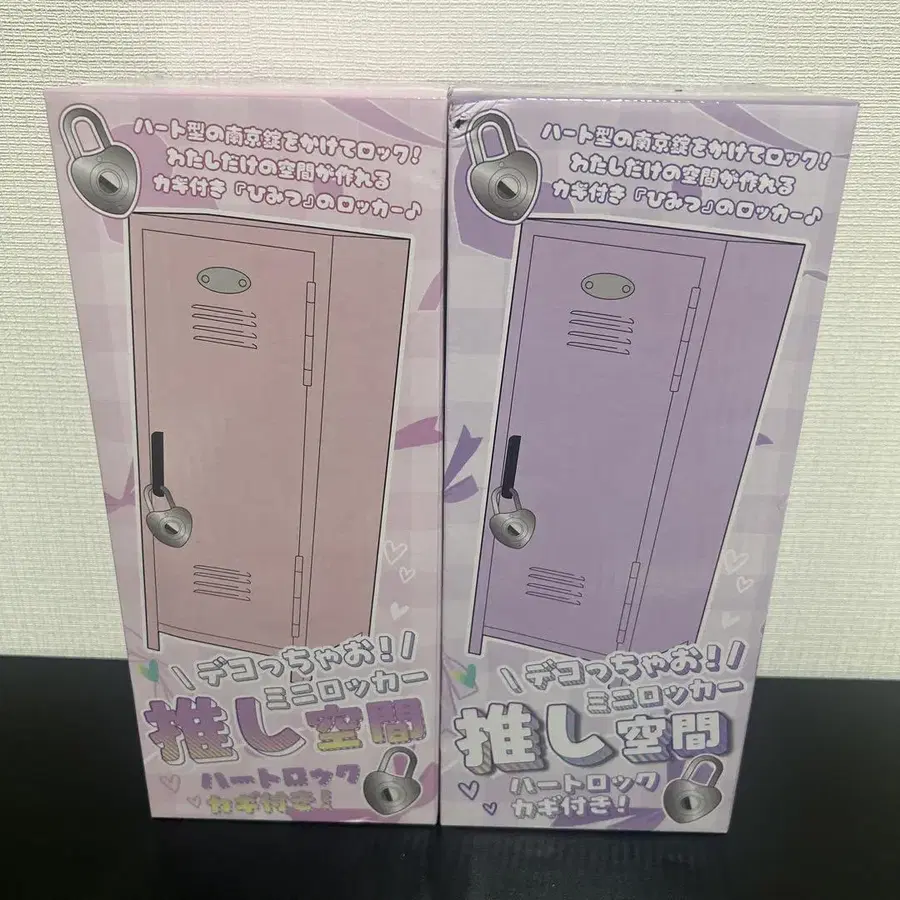 ハート型の南京錠をかけてロック!
わたしだけの空間が作れる
カギ付き『ひみつ』のロッカー♪
\デコっちゃお!/
ミニロッカー
推し空間
ハートロック
カギ付き!
ハート型の南京錠をかけてロック!
わたしだけの空間が作れる
カギ付き『ひみつ』のロッカー♪
\デコっちゃお!/
ミニロッカー
推し空間
ハートロック
カギ付き!